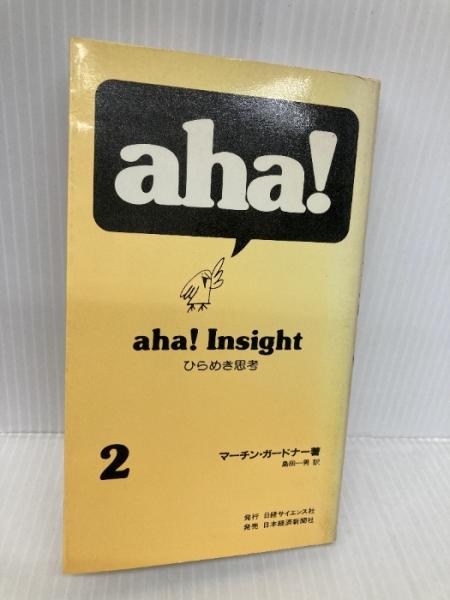 aha!
aha! Insight
ひらめき思考
2
マーチン・ガードナー著
島田一男 訳
発行 日経サイエンス社
発売 日本経済新聞社